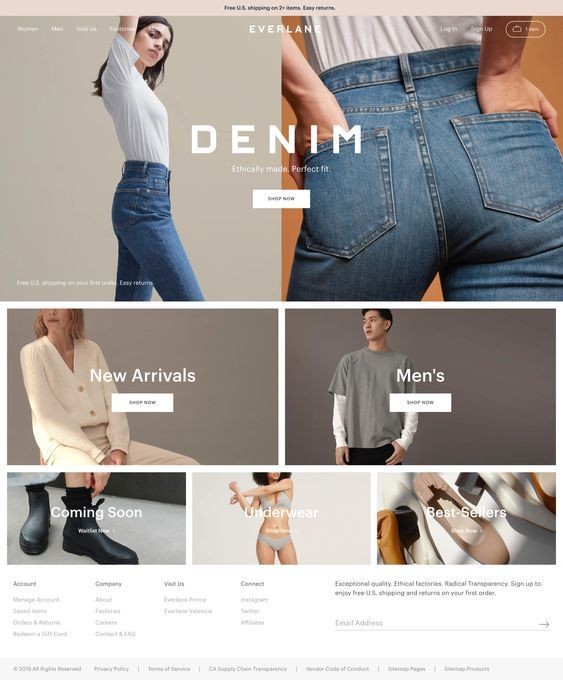 Free U.S. shipping on 2+ items. Easy returns.
Women Men Visit Us Factories
EVERLANE
Log In Sign Up 1 Item
DENIM
Ethically made. Perfect fit.
SHOP NOW
Free U.S. shipping on your first order. Easy returns.
New Arrivals
SHOP NOW
Men's
SHOP NOW
Coming Soon
Waitlist Now >
Underwear
Shop Now >
Best-Sellers
Shop Now >
Account
Manage Account
Saved Items
Orders & Returns
Redeem a Gift Card
Company
About
Factories
Careers
Contact & FAQ
Visit Us
Everlane Prince
Everlane Valencia
Connect
Instagram
Twitter
Affiliates
Exceptional quality. Ethical factories. Radical Transparency. Sign up to
enjoy free U.S. shipping and returns on your first order.
Email Address →
© 2019 All Rights Reserved Privacy Policy | Terms of Service | CA Supply Chain Transparency | Vendor Code of Conduct | Sitemap Pages | Sitemap Products